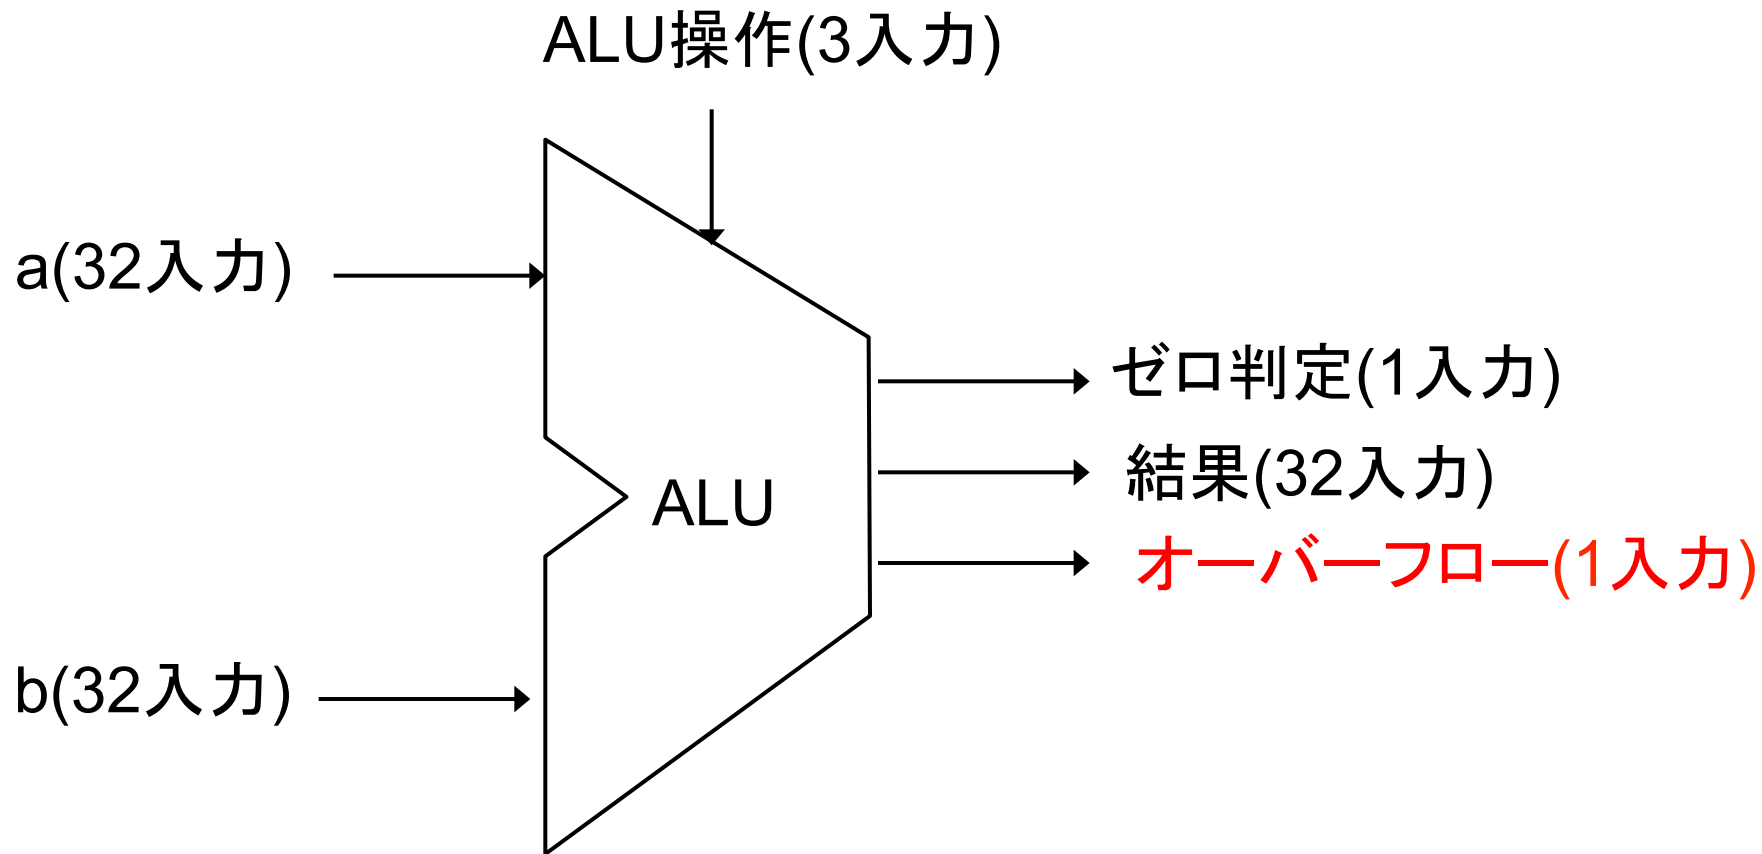 ALU操作(3入力)
a(32入力)
ゼロ判定(1入力)
結果(32入力)
ALU
オーバーフロー(1入力)
b(32入力)